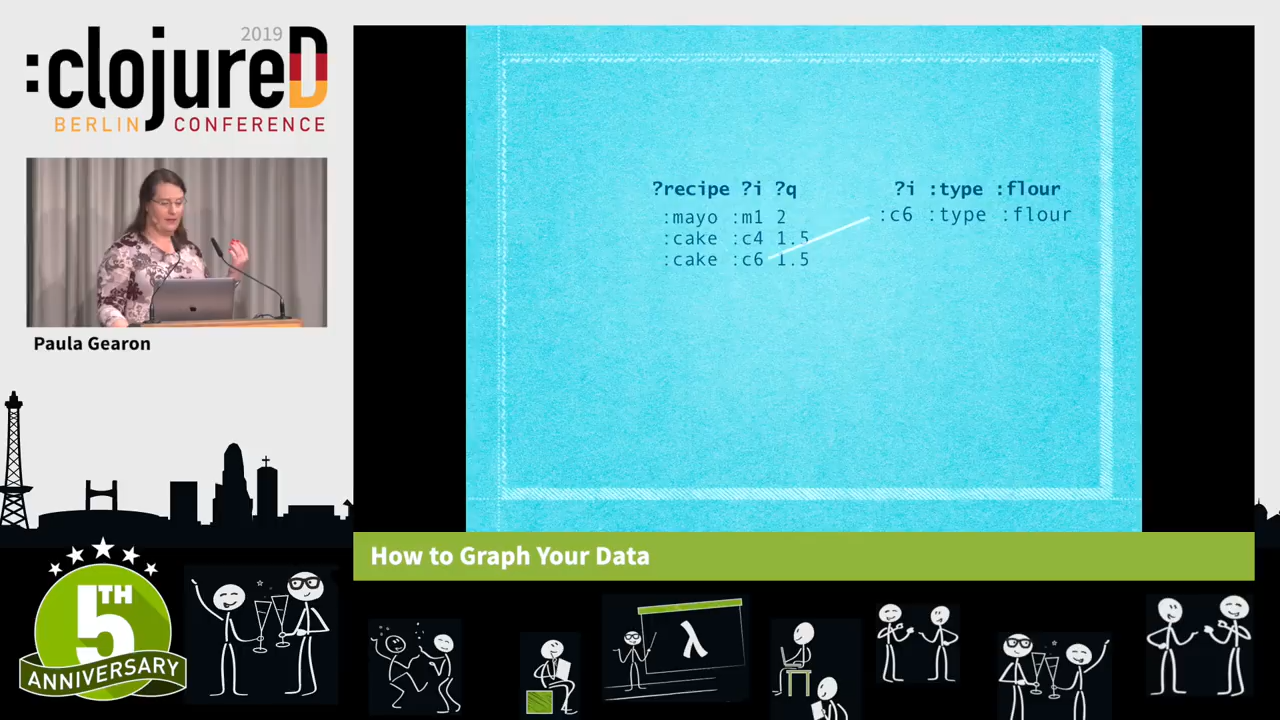 2019
:clojureD
BERLIN CONFERENCE
Paula Gearon
?recipe ?i ?q
:mayo :m1 2
:cake :c4 1.5
:cake :c6 1.5
?i :type :flour
:c6 :type :flour
How to Graph Your Data
5TH
ANNIVERSARY
λ